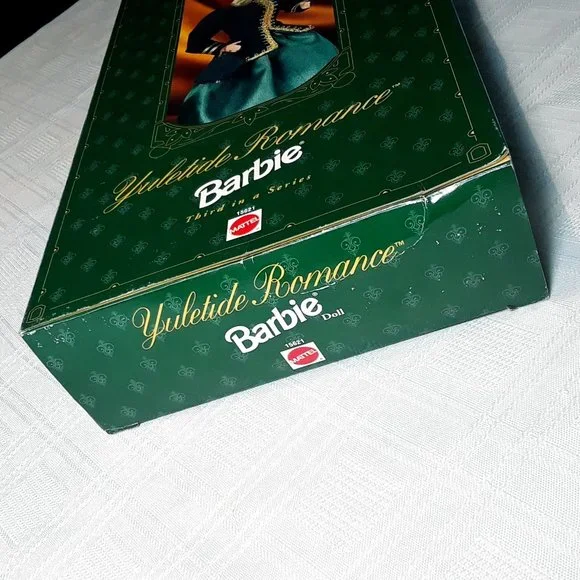 Yuletide Romance™
Barbie®
Third in a Series
15621
MATTEL
Yuletide Romance™
Barbie® Doll
15621
MATTEL